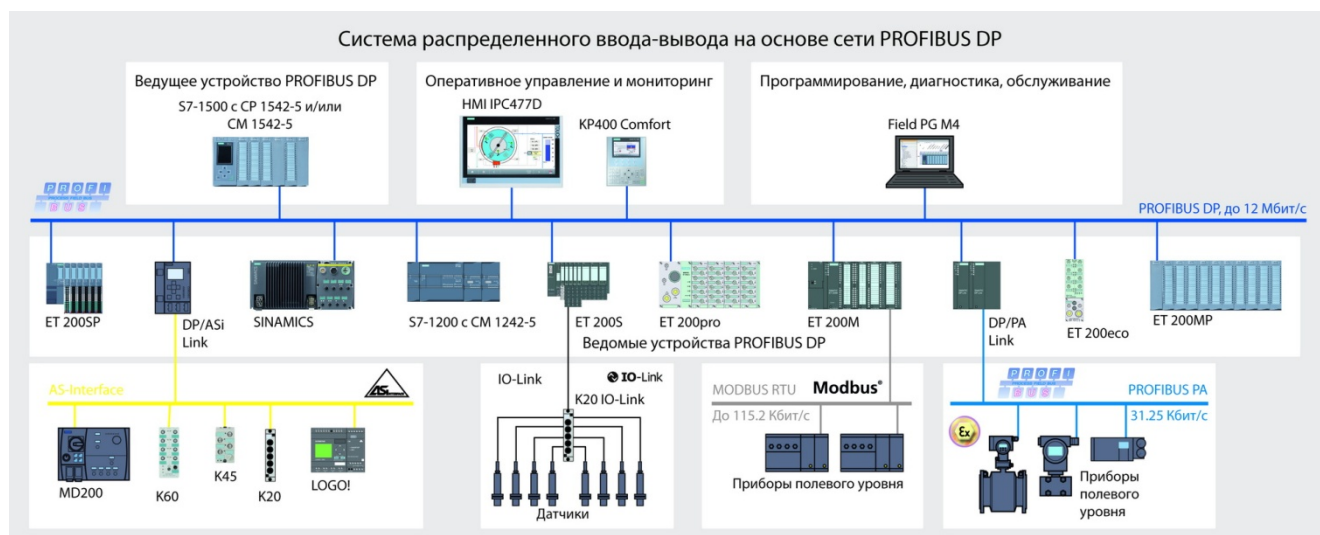 Система распределенного ввода-вывода на основе сети PROFIBUS DP
Ведущее устройство PROFIBUS DP
S7-1500 с CP 1542-5 и/или
CM 1542-5
Оперативное управление и мониторинг
HMI IPC477D
KP400 Comfort
Программирование, диагностика, обслуживание
Field PG M4
PROFI
PROFIBUS DP, до 12 Мбит/с
ET 200SP
DP/ASi
Link
SINAMICS
S7-1200 с CM 1242-5
ET 200S
ET 200pro
ET 200M
DP/PA
Link
ET 200eco
ET 200MP
Ведомые устройства PROFIBUS DP
AS-Interface
MD200
K60
K45
K20
LOGO!
IO-Link
IO-Link
K20 IO-Link
Датчики
MODBUS RTU
Modbus®
До 115.2 Кбит/с
Приборы полевого уровня
PROFI
PROFIBUS PA
31.25 Кбит/с
Ex
Приборы
полевого
уровня